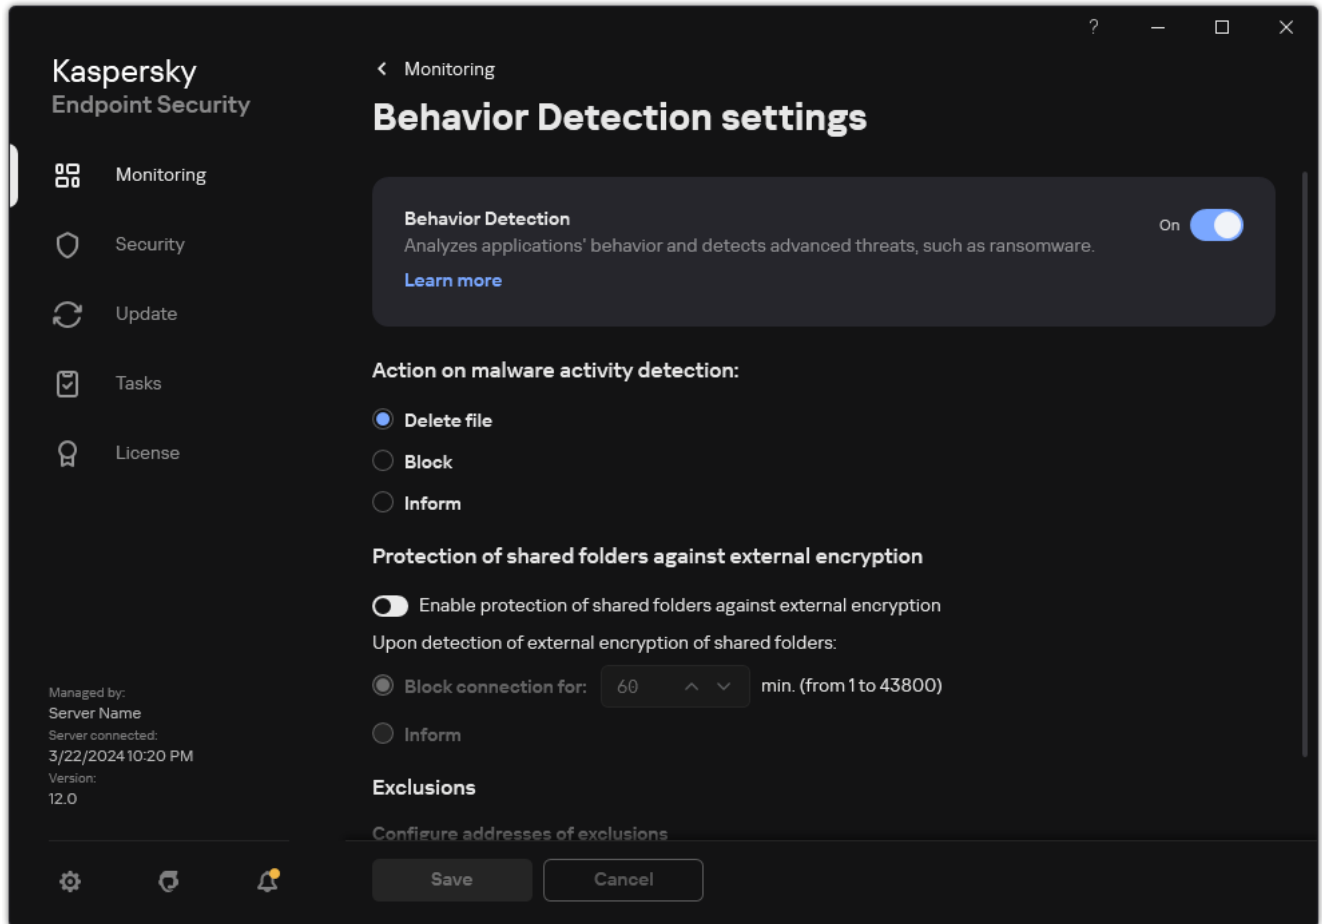 ?
Kaspersky
Endpoint Security
Monitoring
Security
Update
Tasks
License
Managed by:
Server Name
Server connected:
3/22/2024 10:20 PM
Version:
12.0
Monitoring
Behavior Detection settings
Behavior Detection
Analyzes applications' behavior and detects advanced threats, such as ransomware.
Learn more
On
Action on malware activity detection:
Delete file
Block
Inform
Protection of shared folders against external encryption
Enable protection of shared folders against external encryption
Upon detection of external encryption of shared folders:
Block connection for: 60 min. (from 1 to 43800)
Inform
Exclusions
Configure addresses of exclusions
Save Cancel